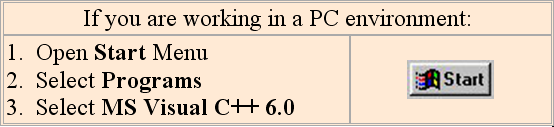 If you are working in a PC environment:
1. Open Start Menu
2. Select Programs
3. Select MS Visual C++ 6.0
Start